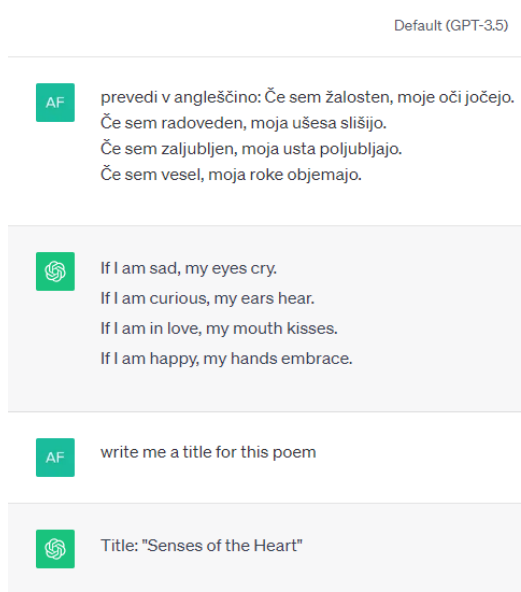 Default (GPT-3.5)
AF
prevedi v angleščino: Če sem žalosten, moje oči jočejo.
Če sem radoveden, moja ušesa slišijo.
Če sem zaljubljen, moja usta poljubljajo.
Če sem vesel, moja roke objemajo.
If I am sad, my eyes cry.
If I am curious, my ears hear.
If I am in love, my mouth kisses.
If I am happy, my hands embrace.
AF
write me a title for this poem
Title: "Senses of the Heart"